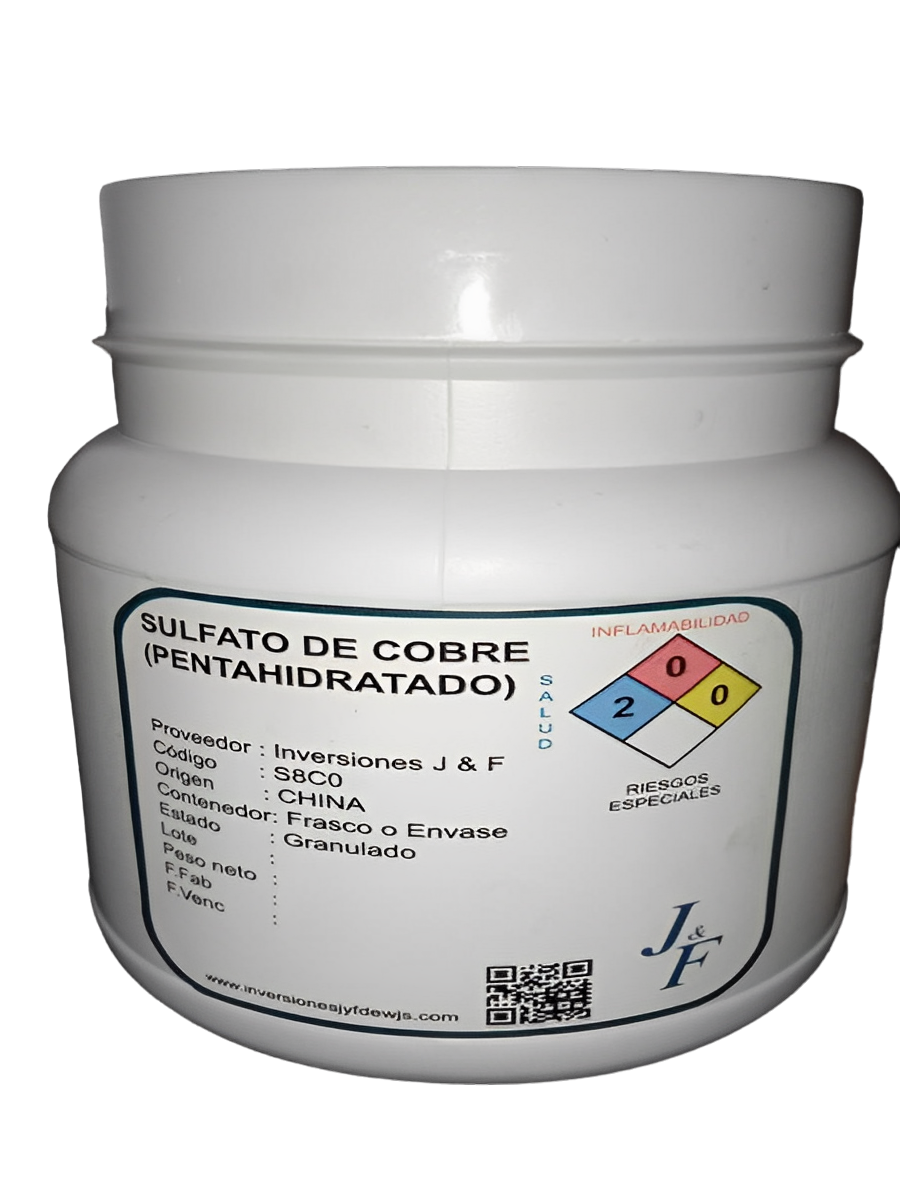 SULFATO DE COBRE
(PENTAHIDRATADO)
INFLAMABILIDAD
SALUD
0
2
0
RIESGOS
ESPECIALES
Proveedor : Inversiones J & F
Código : S8C0
Origen : CHINA
Contenedor: Frasco o Envase
Estado : Granulado
Lote :
Peso neto :
F.Fab :
F.Venc :
J & F
www.inversionesjyfdewjs.com